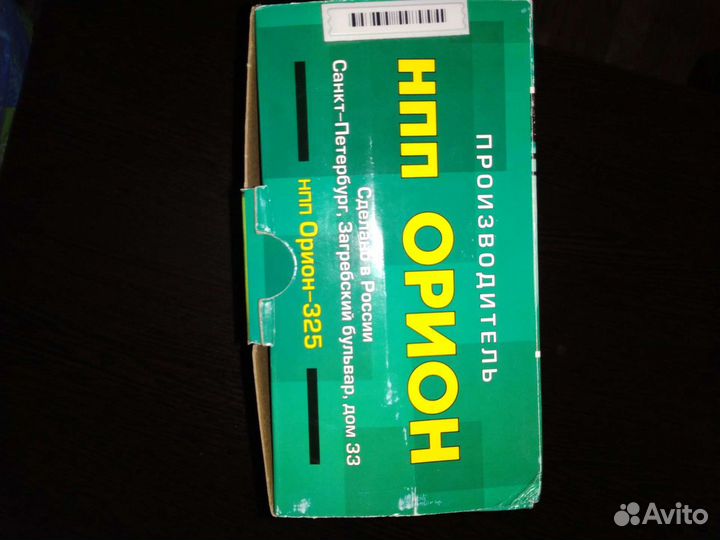 ПРОИЗВОДИТЕЛЬ
НПП ОРИОН
Сделано в России
Санкт-Петербург, Загребский бульвар, дом 33
НПП Орион-325
Avito